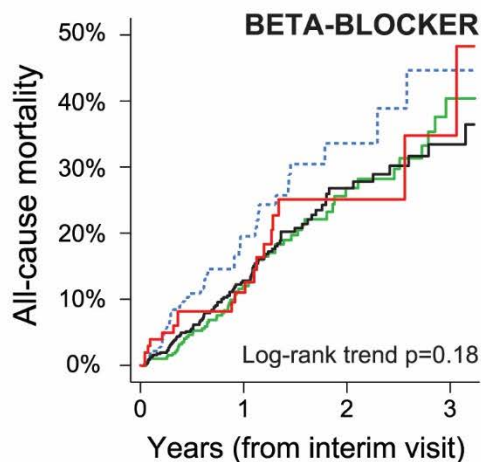 BETA-BLOCKER
50%
40%
30%
20%
10%
0%
All-cause mortality
Log-rank trend p=0.18
0 1 2 3
Years (from interim visit)